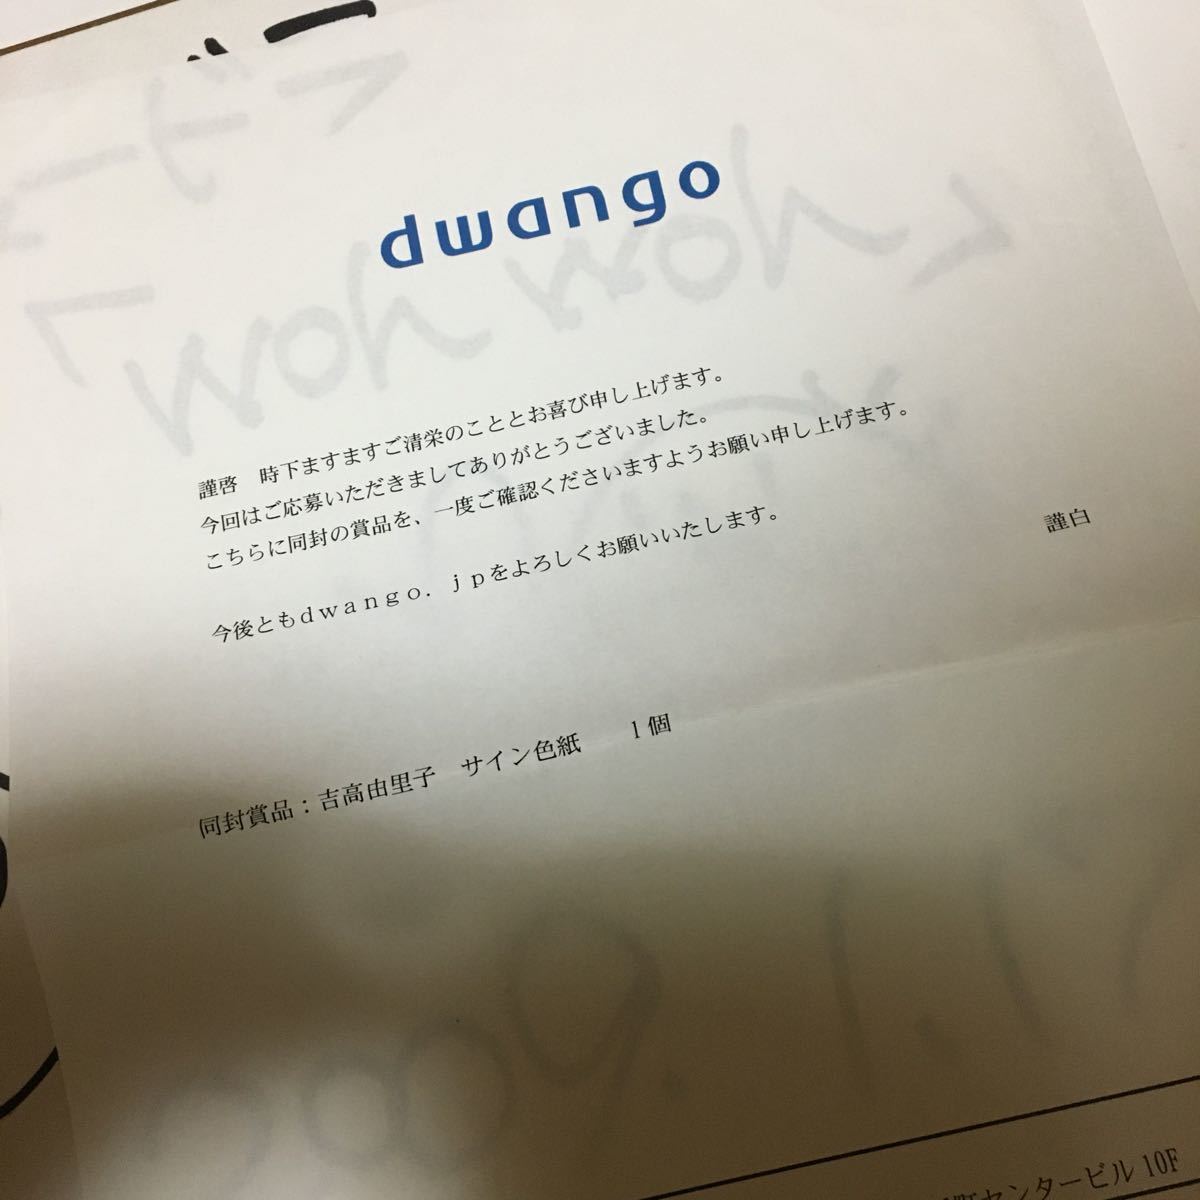 dwango
謹啓　時下ますますご清栄のこととお喜び申し上げます。
今回はご応募いただきましてありがとうございました。
こちらに同封の賞品を、一度ご確認くださいますようお願い申し上げます。
謹白
今後ともｄｗａｎｇｏ．ｊｐをよろしくお願いいたします。
同封賞品：吉高由里子　サイン色紙　　１個
町センタービル 10F